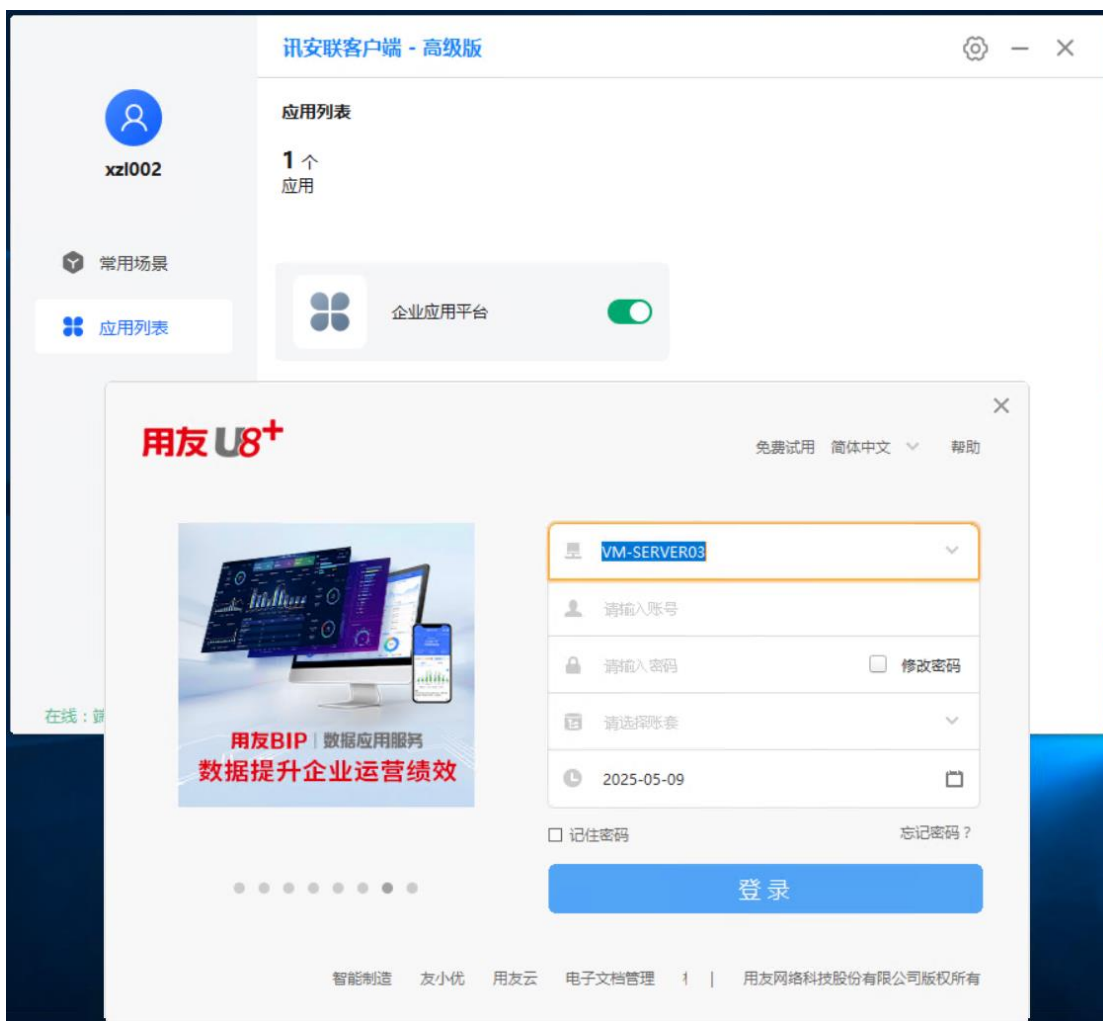 讯安联客户端 - 高级版
xzl002
常用场景
应用列表
应用列表
1 个
应用
企业应用平台
在线：
用友 U8+
免费试用 简体中文 帮助
用友BIP | 数据应用服务
数据提升企业运营绩效
VM-SERVER03
请输入账号
请输入密码 修改密码
请选择账套
2025-05-09
记住密码 忘记密码？
登录
智能制造 友小优 用友云 电子文档管理 | 用友网络科技股份有限公司版权所有